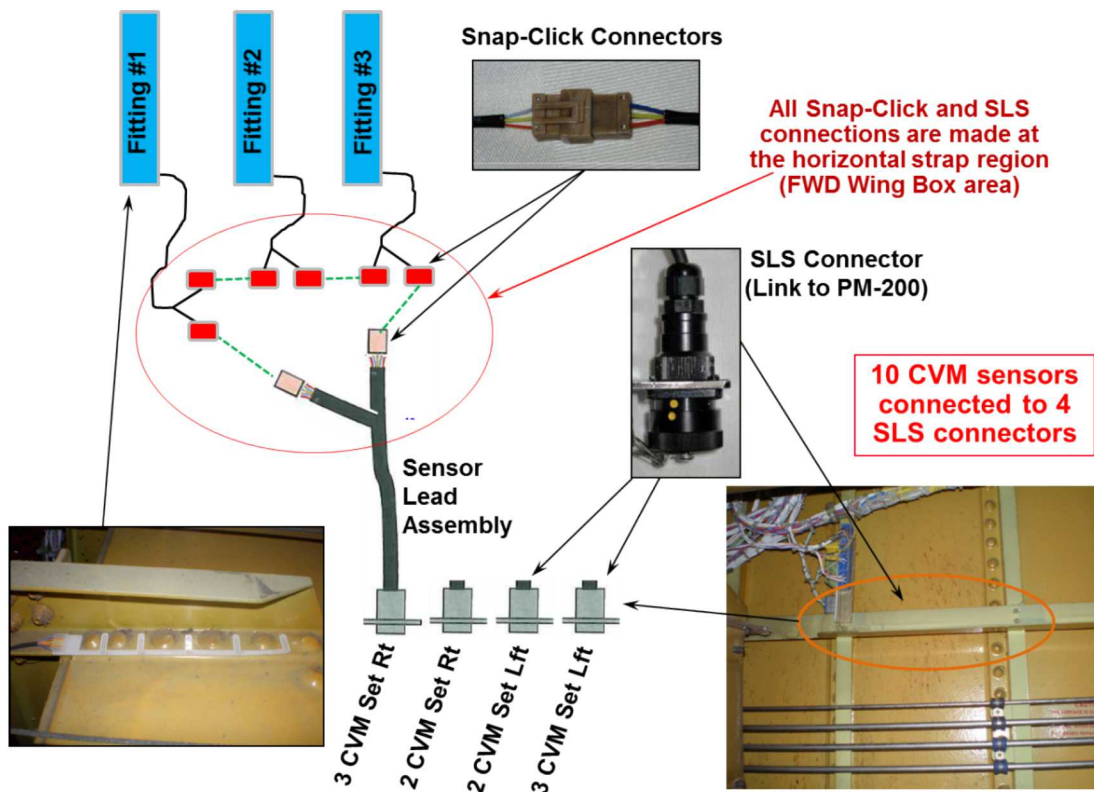 Fitting #1
Fitting #2
Fitting #3
Snap-Click Connectors
All Snap-Click and SLS
connections are made at
the horizontal strap region
(FWD Wing Box area)
SLS Connector
(Link to PM-200)
10 CVM sensors
connected to 4
SLS connectors
Sensor
Lead
Assembly
3 CVM Set Rt
2 CVM Set Rt
2 CVM Set Lft
3 CVM Set Lft